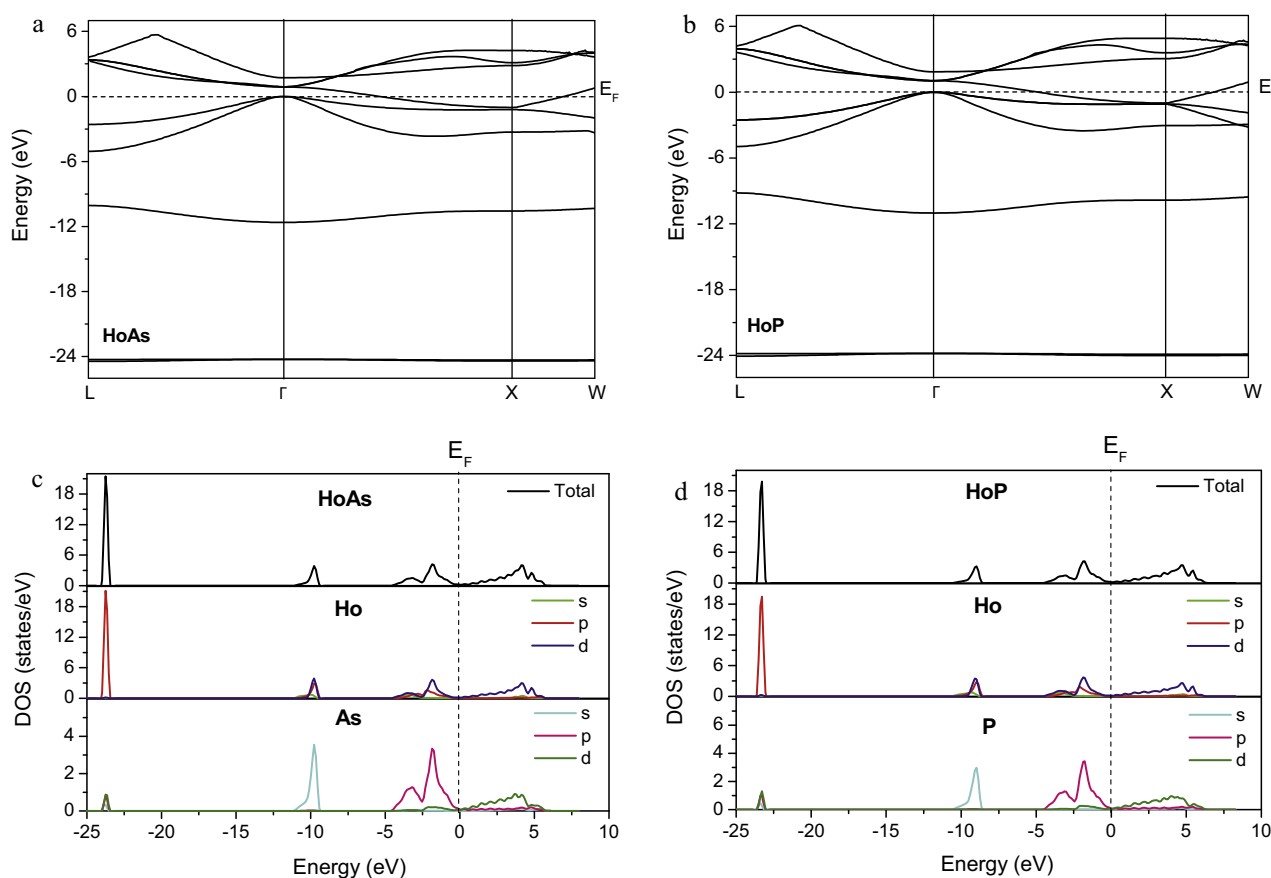 a
6
0
-6
-12
-18
-24
Energy (eV)
HoAs
E_F
L Γ X W
b
6
0
-6
-12
-18
-24
Energy (eV)
HoP
E
L Γ X W
c
E_F
HoAs
Total
18
12
6
0
Ho
s
p
d
18
12
6
0
As
s
p
d
4
2
0
DOS (states/eV)
-25 -20 -15 -10 -5 0 5 10
Energy (eV)
d
E_F
HoP
Total
18
12
6
0
Ho
s
p
d
18
12
6
0
P
s
p
d
6
4
2
0
DOS (states/eV)
-25 -20 -15 -10 -5 0 5 10
Energy (eV)